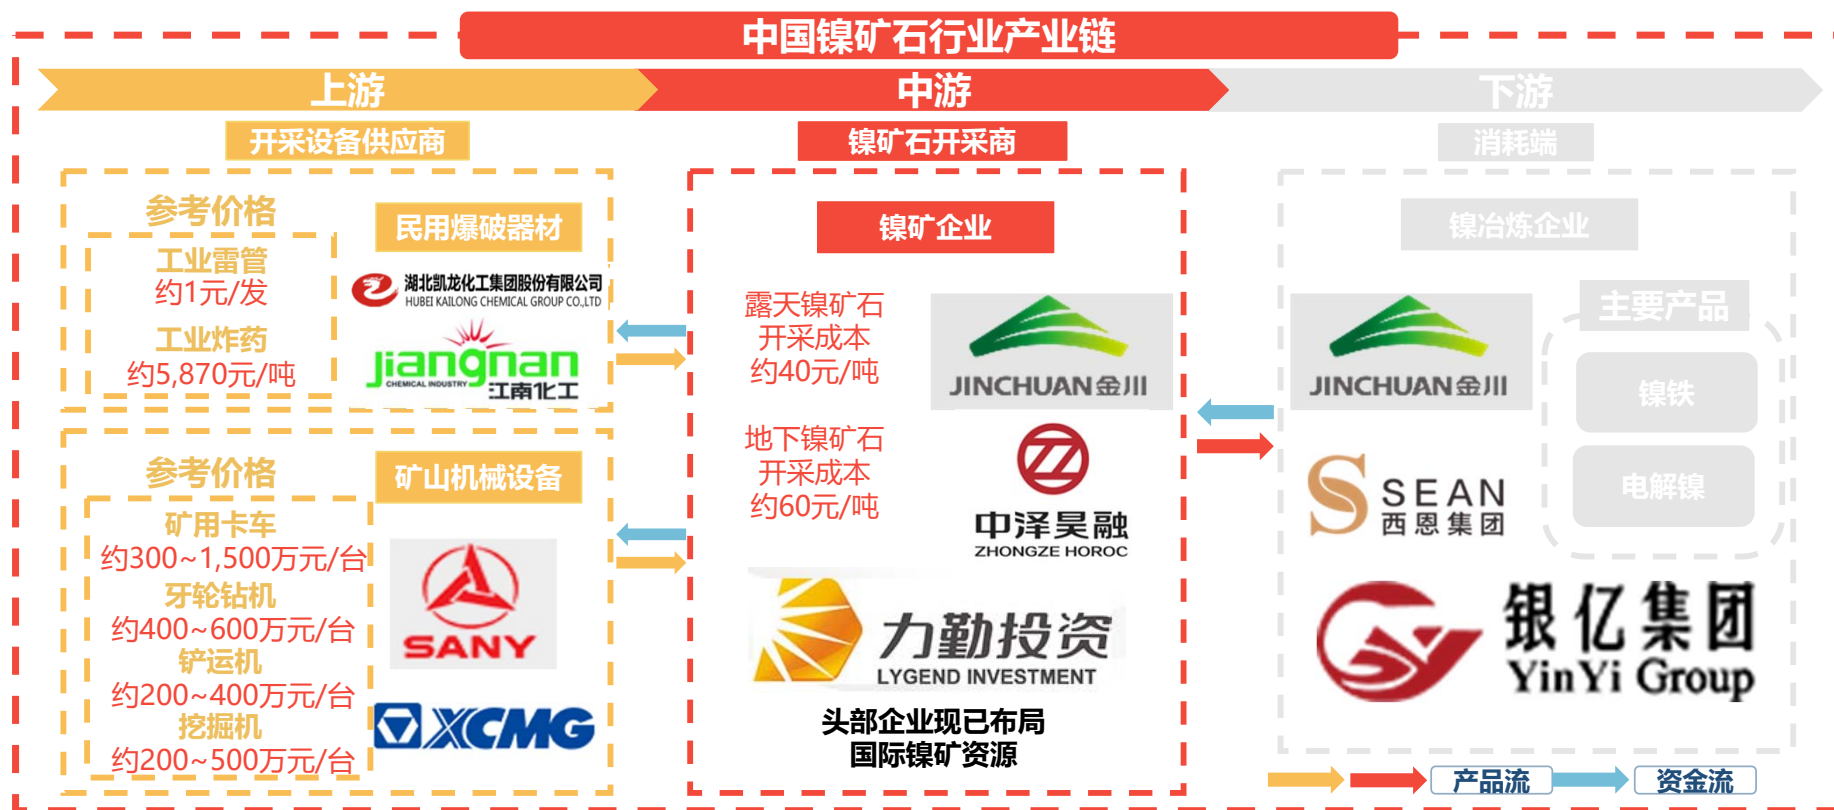 中国镍矿石行业产业链
上游
中游
下游
开采设备供应商
镍矿石开采商
消耗端
参考价格
民用爆破器材
工业雷管
约1元/发
工业炸药
约5,870元/吨
湖北凯龙化工集团股份有限公司
HUBEI KAILONG CHEMICAL GROUP CO.,LTD
Jiangnan
CHEMICAL INDUSTRY
江南化工
参考价格
矿山机械设备
矿用卡车
约300~1,500万元/台
牙轮钻机
约400~600万元/台
铲运机
约200~400万元/台
挖掘机
约200~500万元/台
SANY
XCMG
镍矿企业
露天镍矿石
开采成本
约40元/吨
JINCHUAN金川
地下镍矿石
开采成本
约60元/吨
中泽昊融
ZHONGZE HOROC
力勤投资
LYGEND INVESTMENT
头部企业现已布局
国际镍矿资源
镍冶炼企业
JINCHUAN金川
主要产品
镍铁
电解镍
SEAN
西恩集团
银亿集团
YinYi Group
产品流
资金流